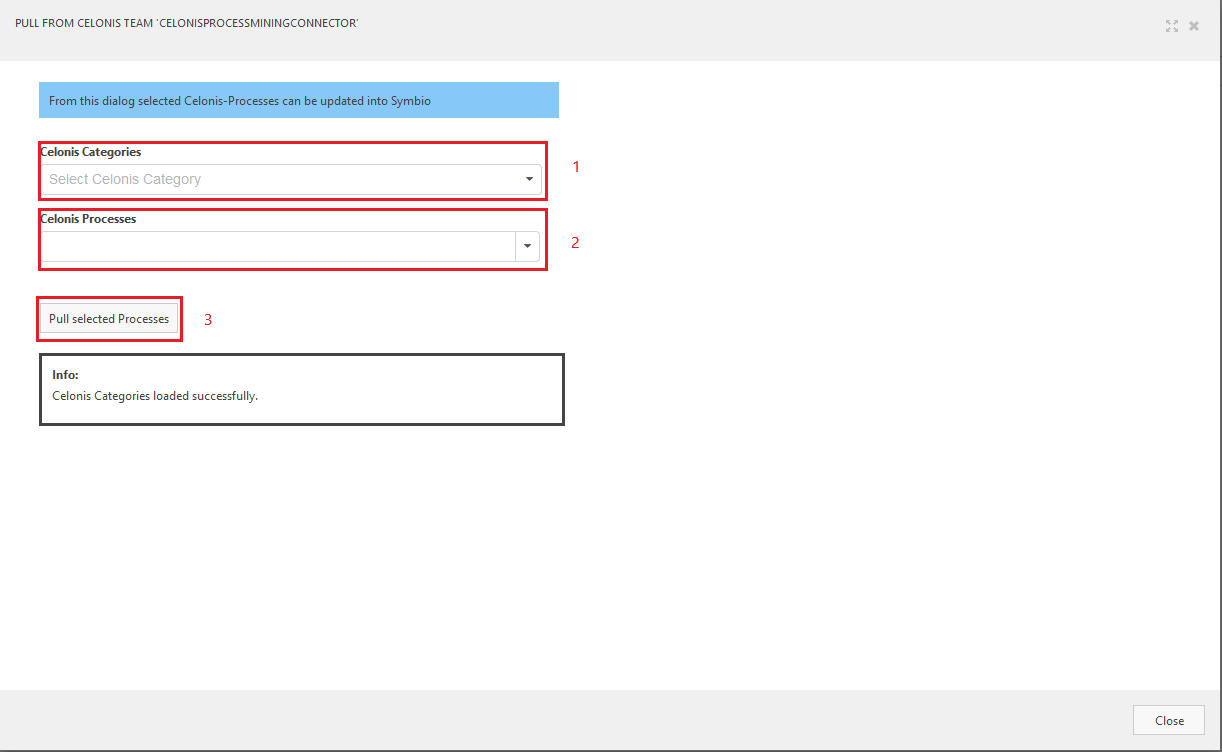 PULL FROM CELONIS TEAM 'CELONISPROCESSMININGCONNECTOR'
From this dialog selected Celonis-Processes can be updated into Symbio
Celonis Categories
Select Celonis Category
1
Celonis Processes
2
Pull selected Processes
3
Info:
Celonis Categories loaded successfully.
Close